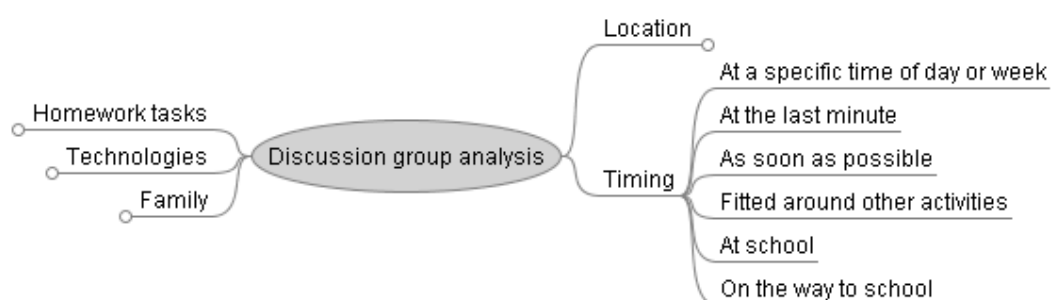 Discussion group analysis
Homework tasks
Technologies
Family
Location
Timing
At a specific time of day or week
At the last minute
As soon as possible
Fitted around other activities
At school
On the way to school